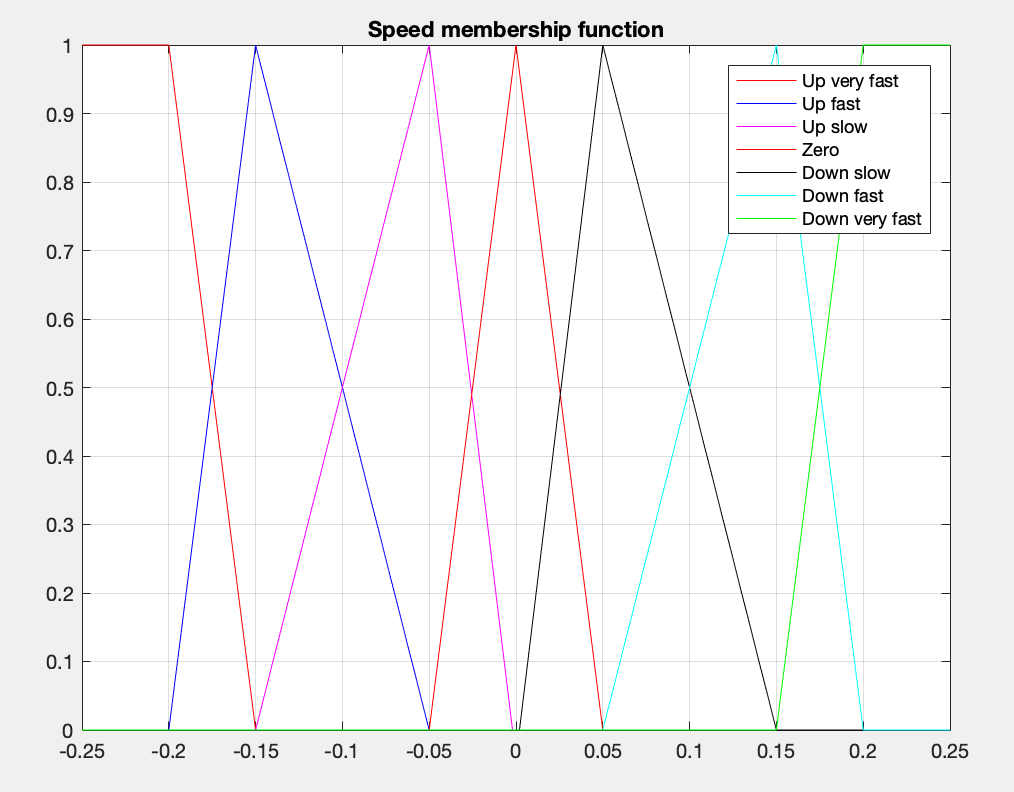 Speed membership function
1
0.9
0.8
0.7
0.6
0.5
0.4
0.3
0.2
0.1
0
Up very fast
Up fast
Up slow
Zero
Down slow
Down fast
Down very fast
-0.25 -0.2 -0.15 -0.1 -0.05 0 0.05 0.1 0.15 0.2 0.25